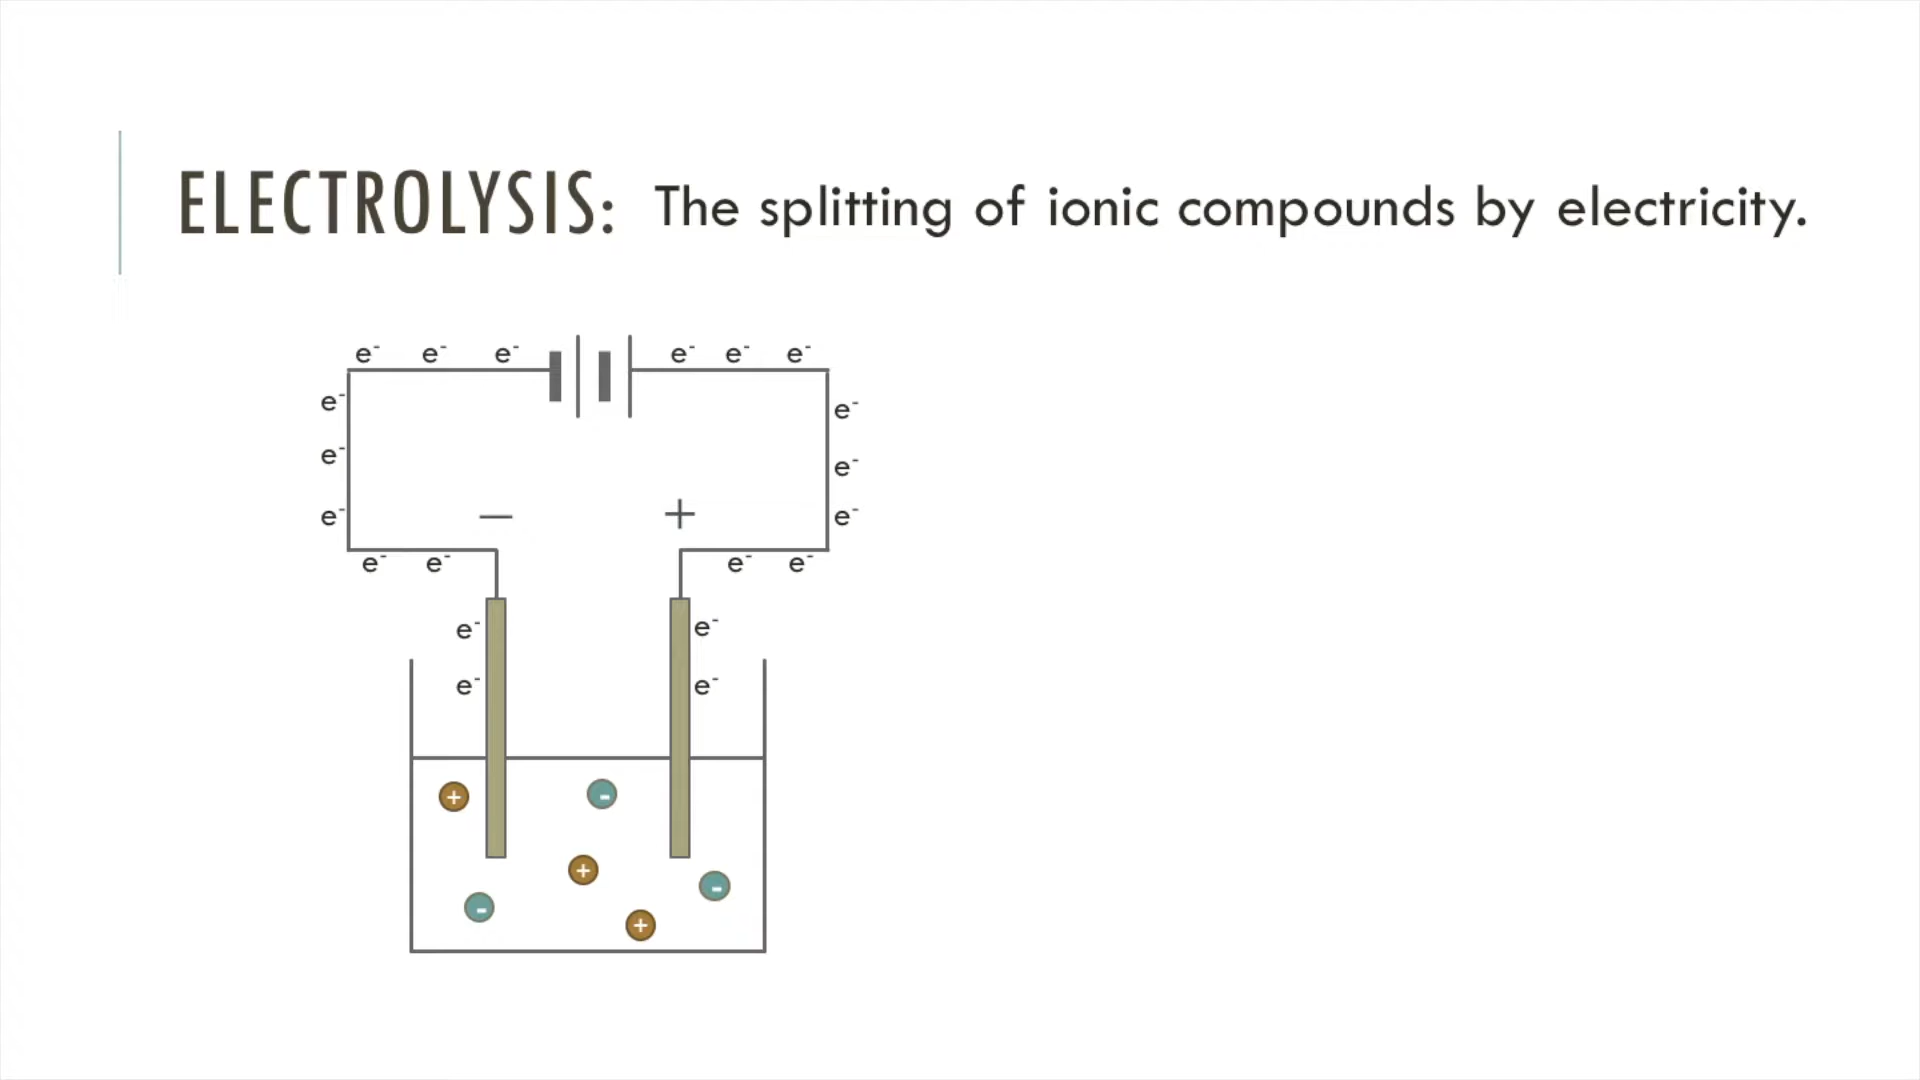 ELECTROLYSIS: The splitting of ionic compounds by electricity.
e⁻ e⁻ e⁻ e⁻ e⁻ e⁻
e⁻ e⁻
e⁻ e⁻
e⁻ − + e⁻
e⁻ e⁻ e⁻ e⁻
e⁻ e⁻
e⁻ e⁻
+ -
+ -
- +